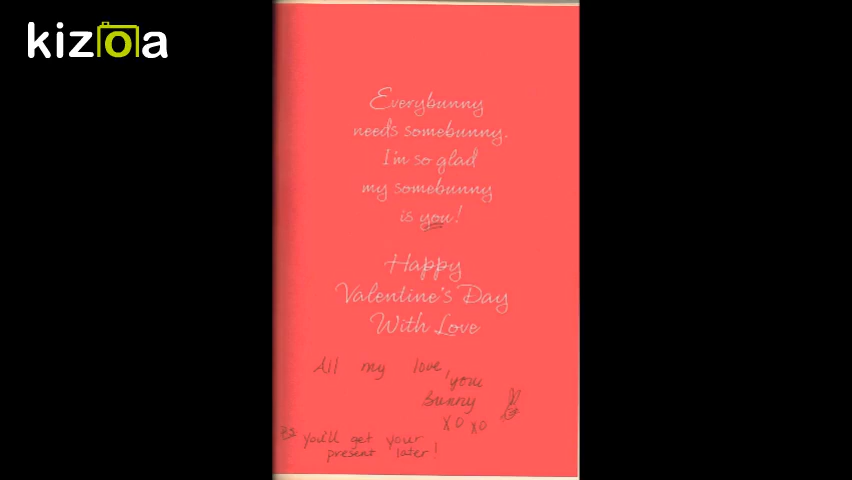 kizoa
Everybunny
needs somebunny.
I'm so glad
my somebunny
is you!
Happy
Valentine's Day
With Love
All my love,
your
Bunny
XO XO
PS You'll get your
present later!